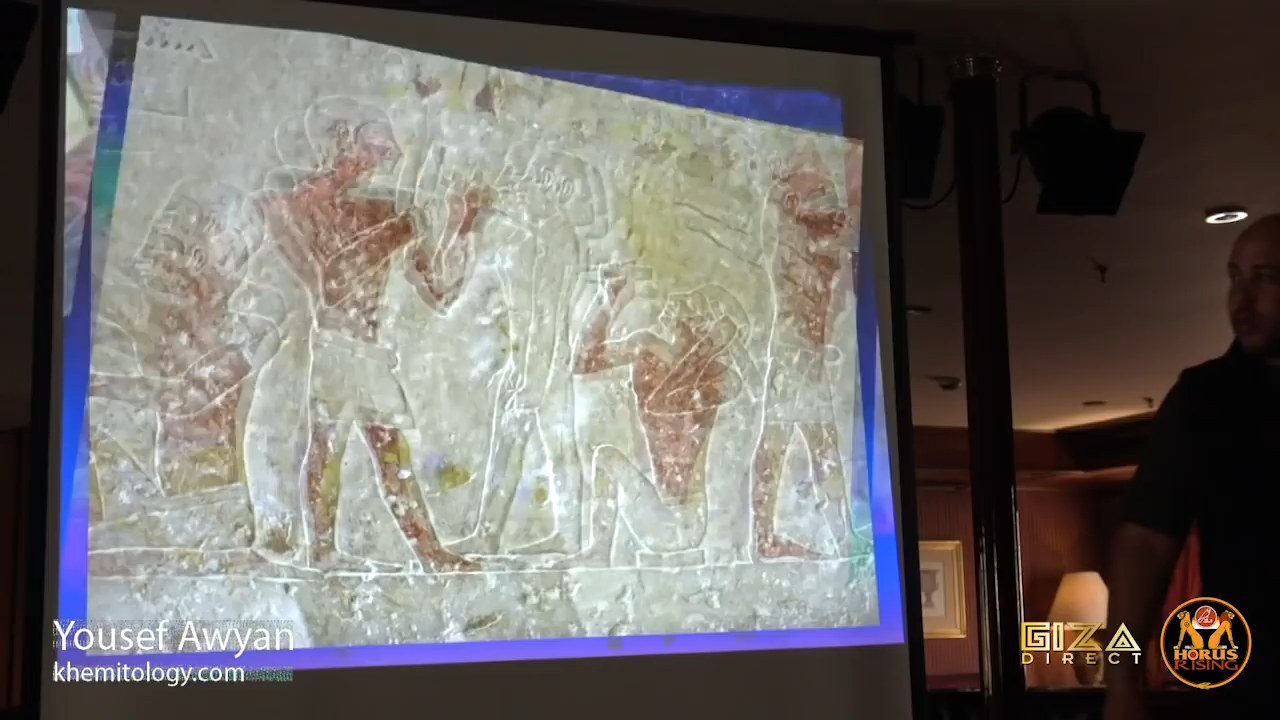 Yousef Awyan
khemitology.com
GIZA
DIRECT
HORUS
RISING